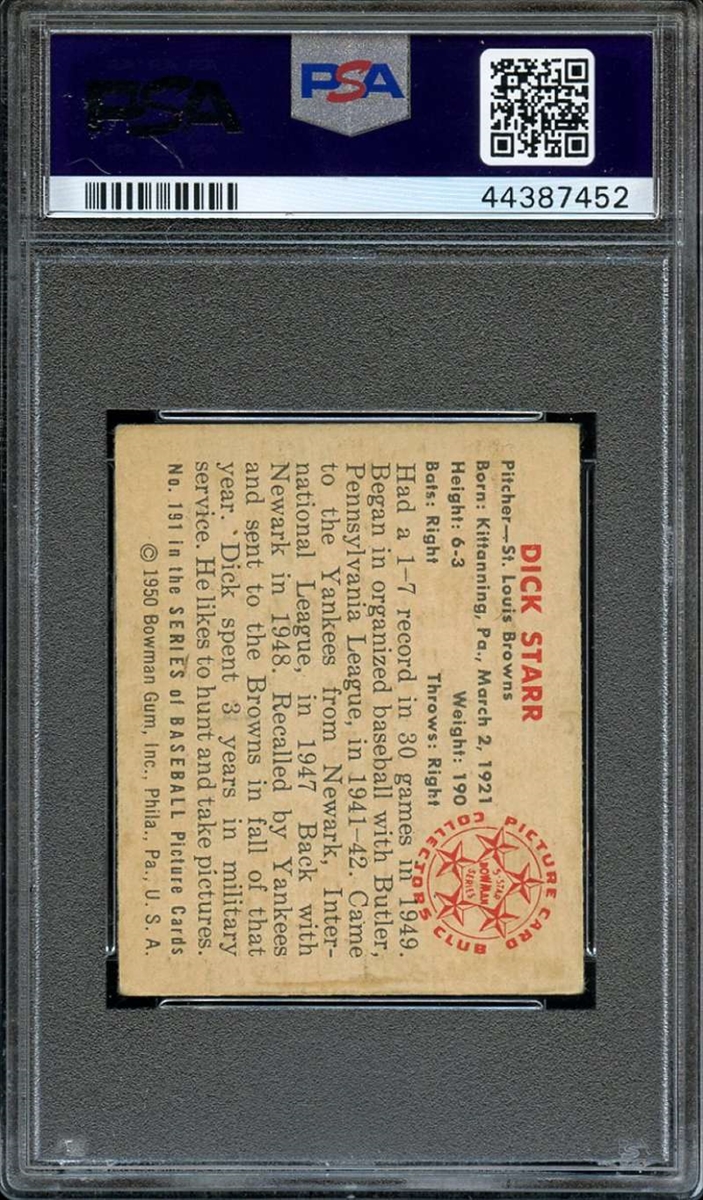 PSA
PSA
44387452
DICK STARR
Pitcher—St. Louis Browns
Born: Kittanning, Pa., March 2, 1921
Height: 6-3 Weight: 190
Bats: Right Throws: Right
PICTURE CARD COLLECTORS CLUB
5-STAR
BOWMAN
SERIES
Had a 1-7 record in 30 games in 1949.
Began in organized baseball with Butler,
Pennsylvania League, in 1941-42. Came
to the Yankees from Newark, Inter-
national League, in 1947 Back with
Newark in 1948. Recalled by Yankees
and sent to the Browns in fall of that
year. Dick spent 3 years in military
service. He likes to hunt and take pictures.
No. 191 in the SERIES of BASEBALL Picture Cards
© 1950 Bowman Gum, Inc., Phila., Pa., U. S. A.